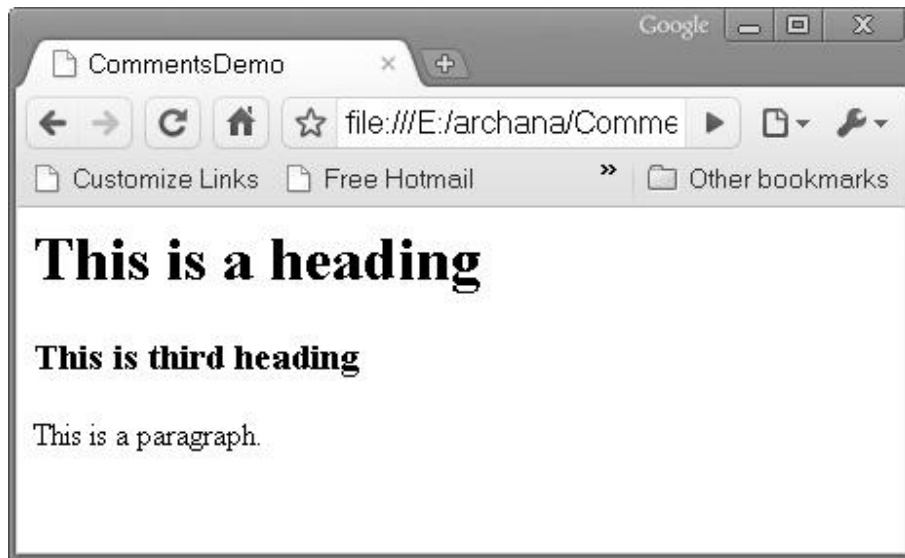 Google
CommentsDemo
file:///E:/archana/Comme
Customize Links Free Hotmail » Other bookmarks
This is a heading
This is third heading
This is a paragraph.